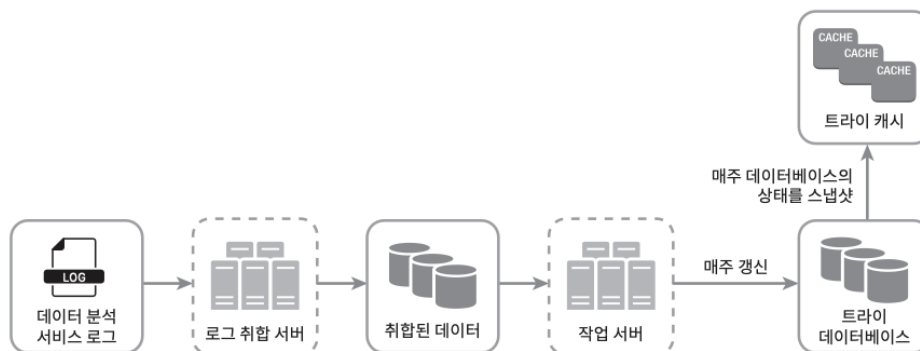 CACHE
CACHE
CACHE
트라이 캐시
매주 데이터베이스의
상태를 스냅샷
LOG
데이터 분석
서비스 로그
로그 취합 서버
취합된 데이터
작업 서버
매주 갱신
트라이
데이터베이스